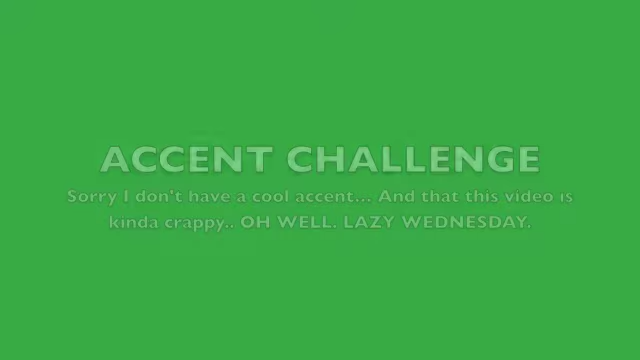 ACCENT CHALLENGE
Sorry I don't have a cool accent... And that this video is
kinda crappy.. OH WELL. LAZY WEDNESDAY.